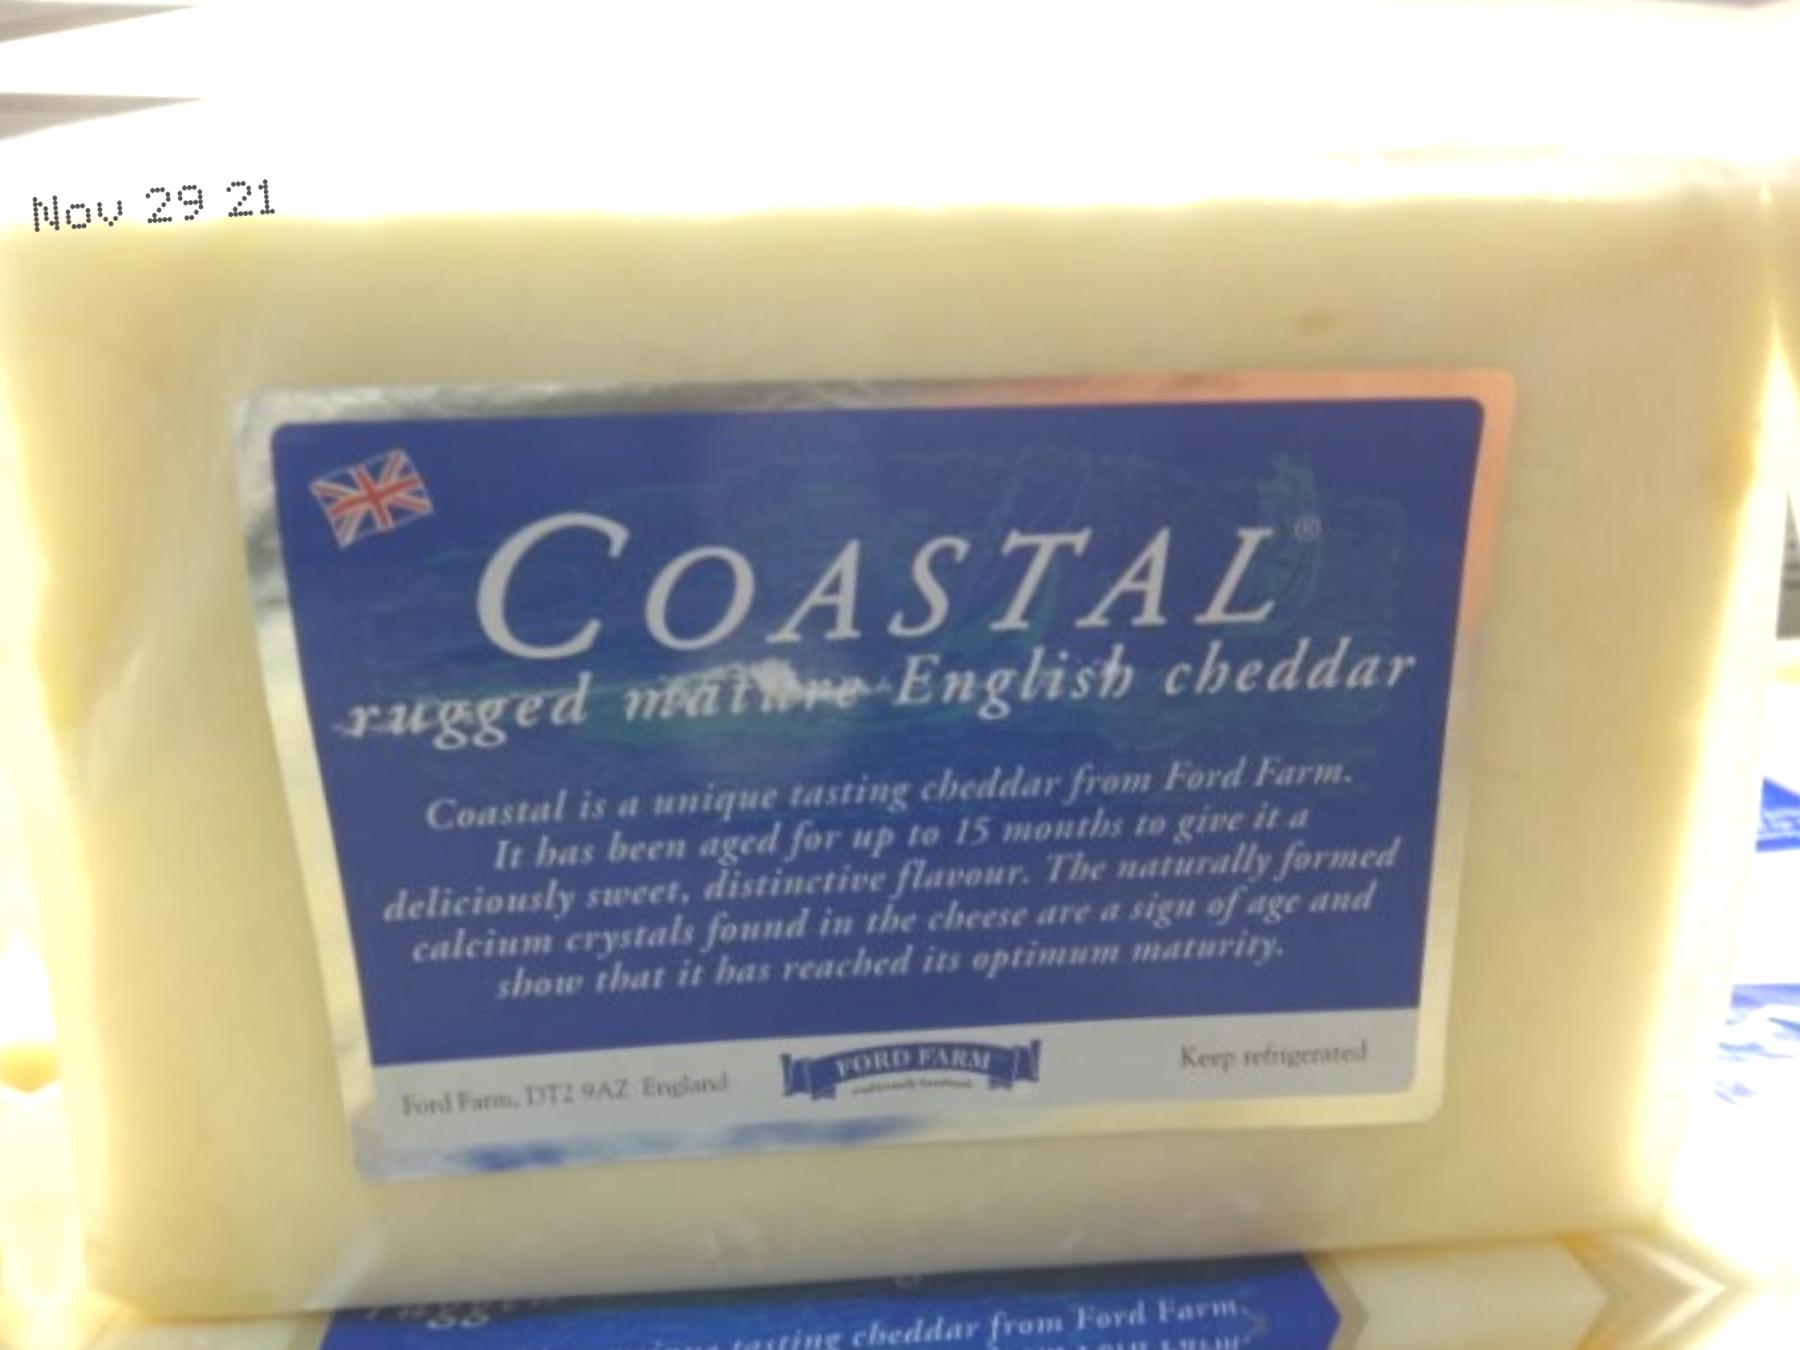 Nov 29 21
COASTAL®
rugged mature English cheddar
Coastal is a unique tasting cheddar from Ford Farm.
It has been aged for up to 15 months to give it a
deliciously sweet, distinctive flavour. The naturally formed
calcium crystals found in the cheese are a sign of age and
show that it has reached its optimum maturity.
Ford Farm, DT2 9AZ England
FORD FARM
Keep refrigerated
tasting cheddar from Ford Farm.